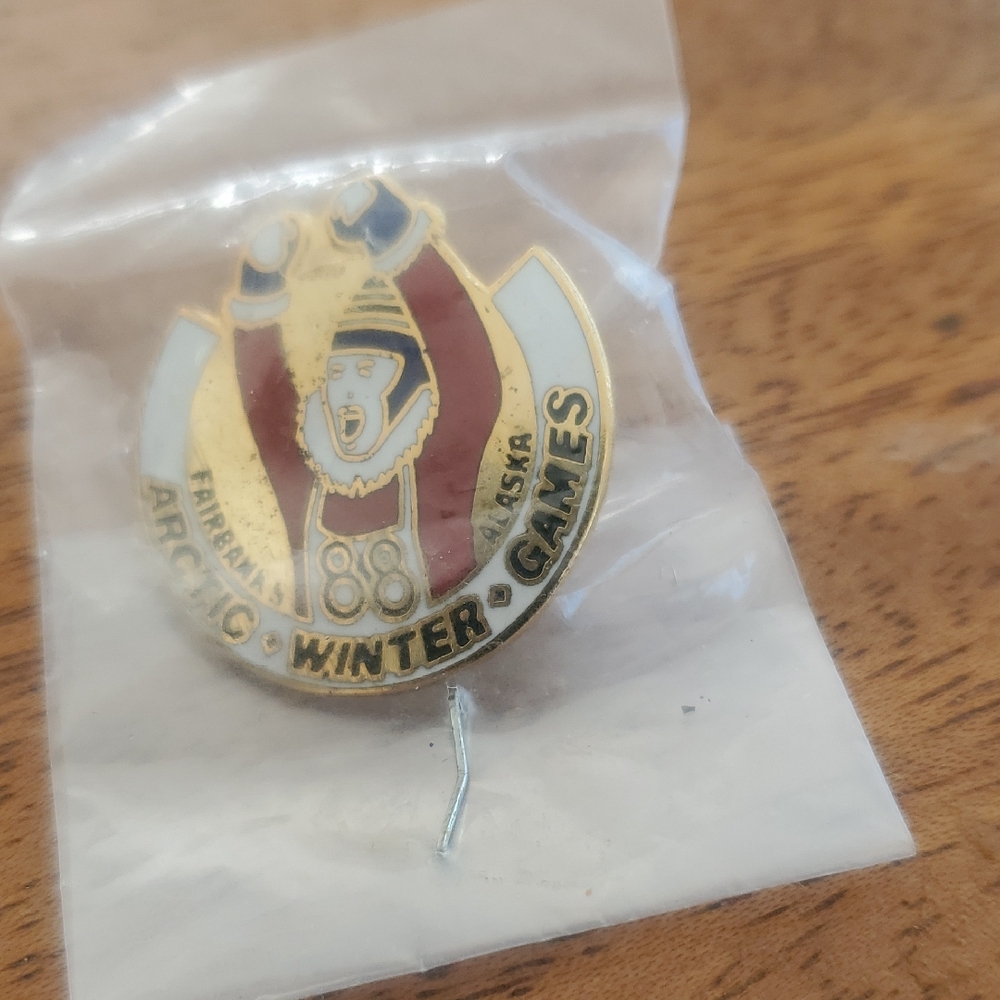 FAIRBANKS
ALASKA
88
ARCTIC • WINTER • GAMES